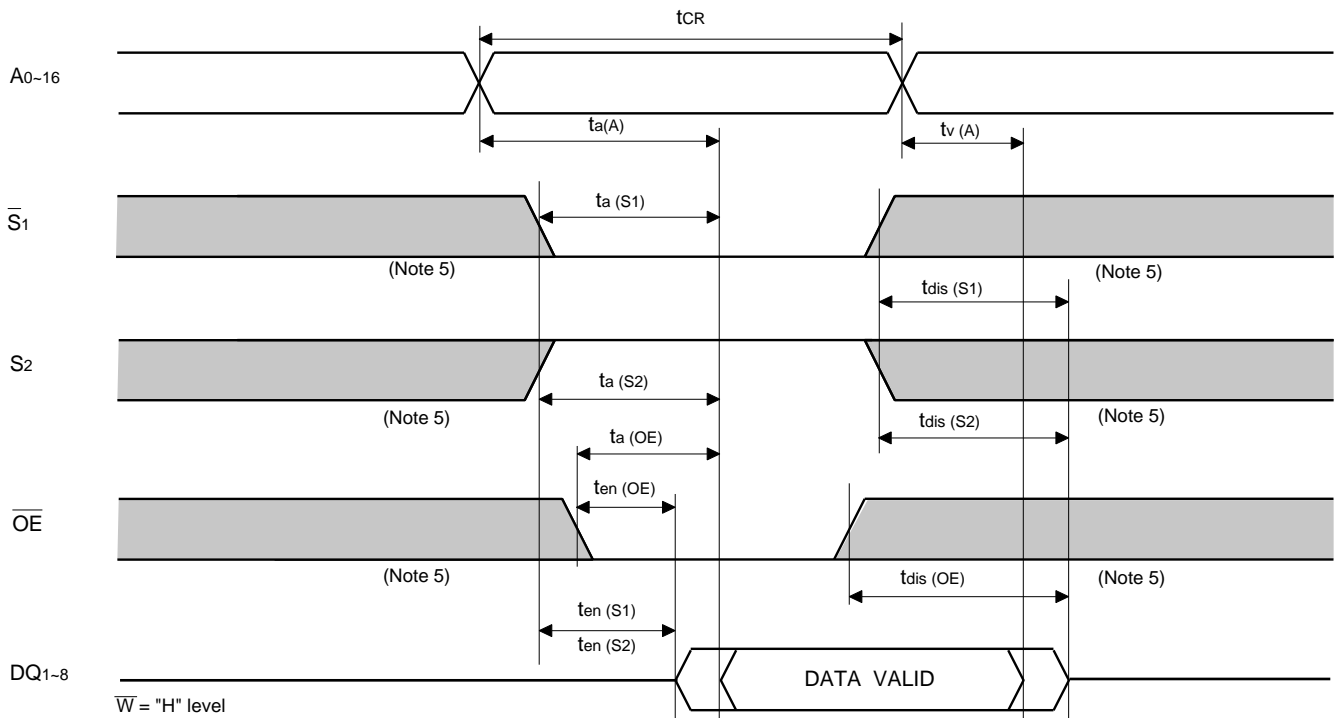 tCR
A0~16
ta(A)
tv (A)
S̅1
ta (S1)
(Note 5)
(Note 5)
tdis (S1)
S2
ta (S2)
(Note 5)
(Note 5)
tdis (S2)
ta (OE)
ten (OE)
O̅E̅
(Note 5)
(Note 5)
tdis (OE)
ten (S1)
ten (S2)
DQ1~8
DATA VALID
W̅ = "H" level